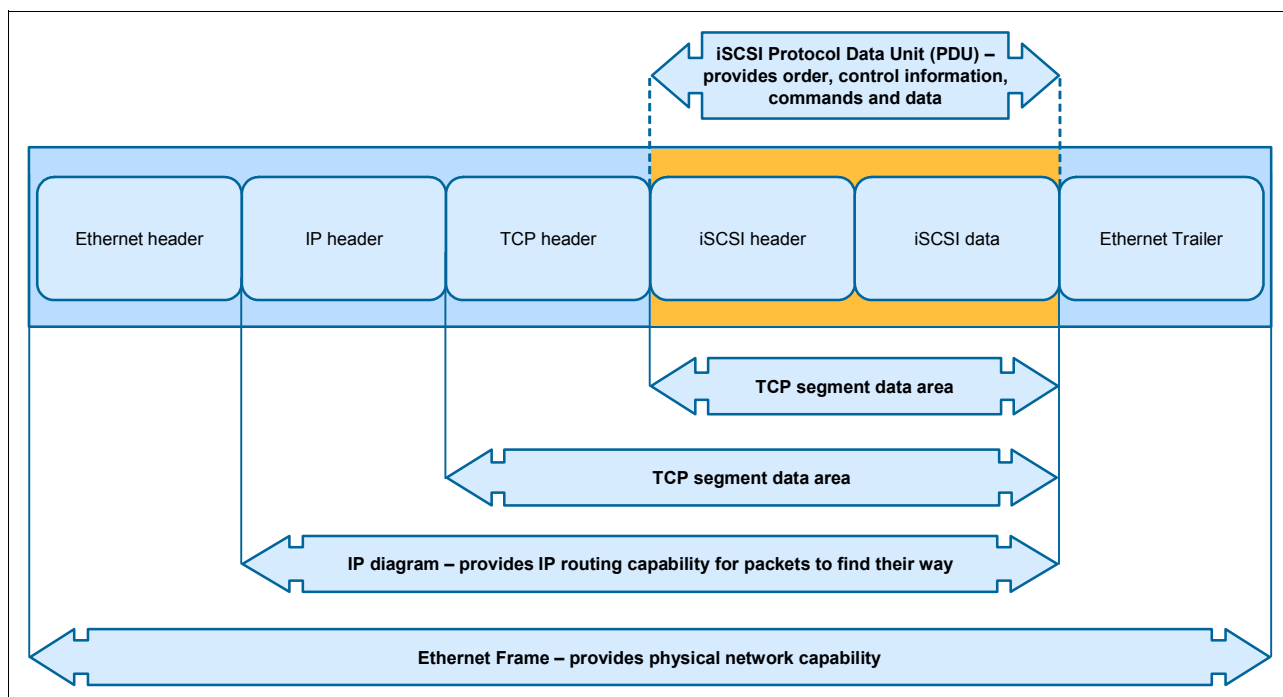 iSCSI Protocol Data Unit (PDU) –
provides order, control information,
commands and data
Ethernet header
IP header
TCP header
iSCSI header
iSCSI data
Ethernet Trailer
TCP segment data area
TCP segment data area
IP diagram – provides IP routing capability for packets to find their way
Ethernet Frame – provides physical network capability